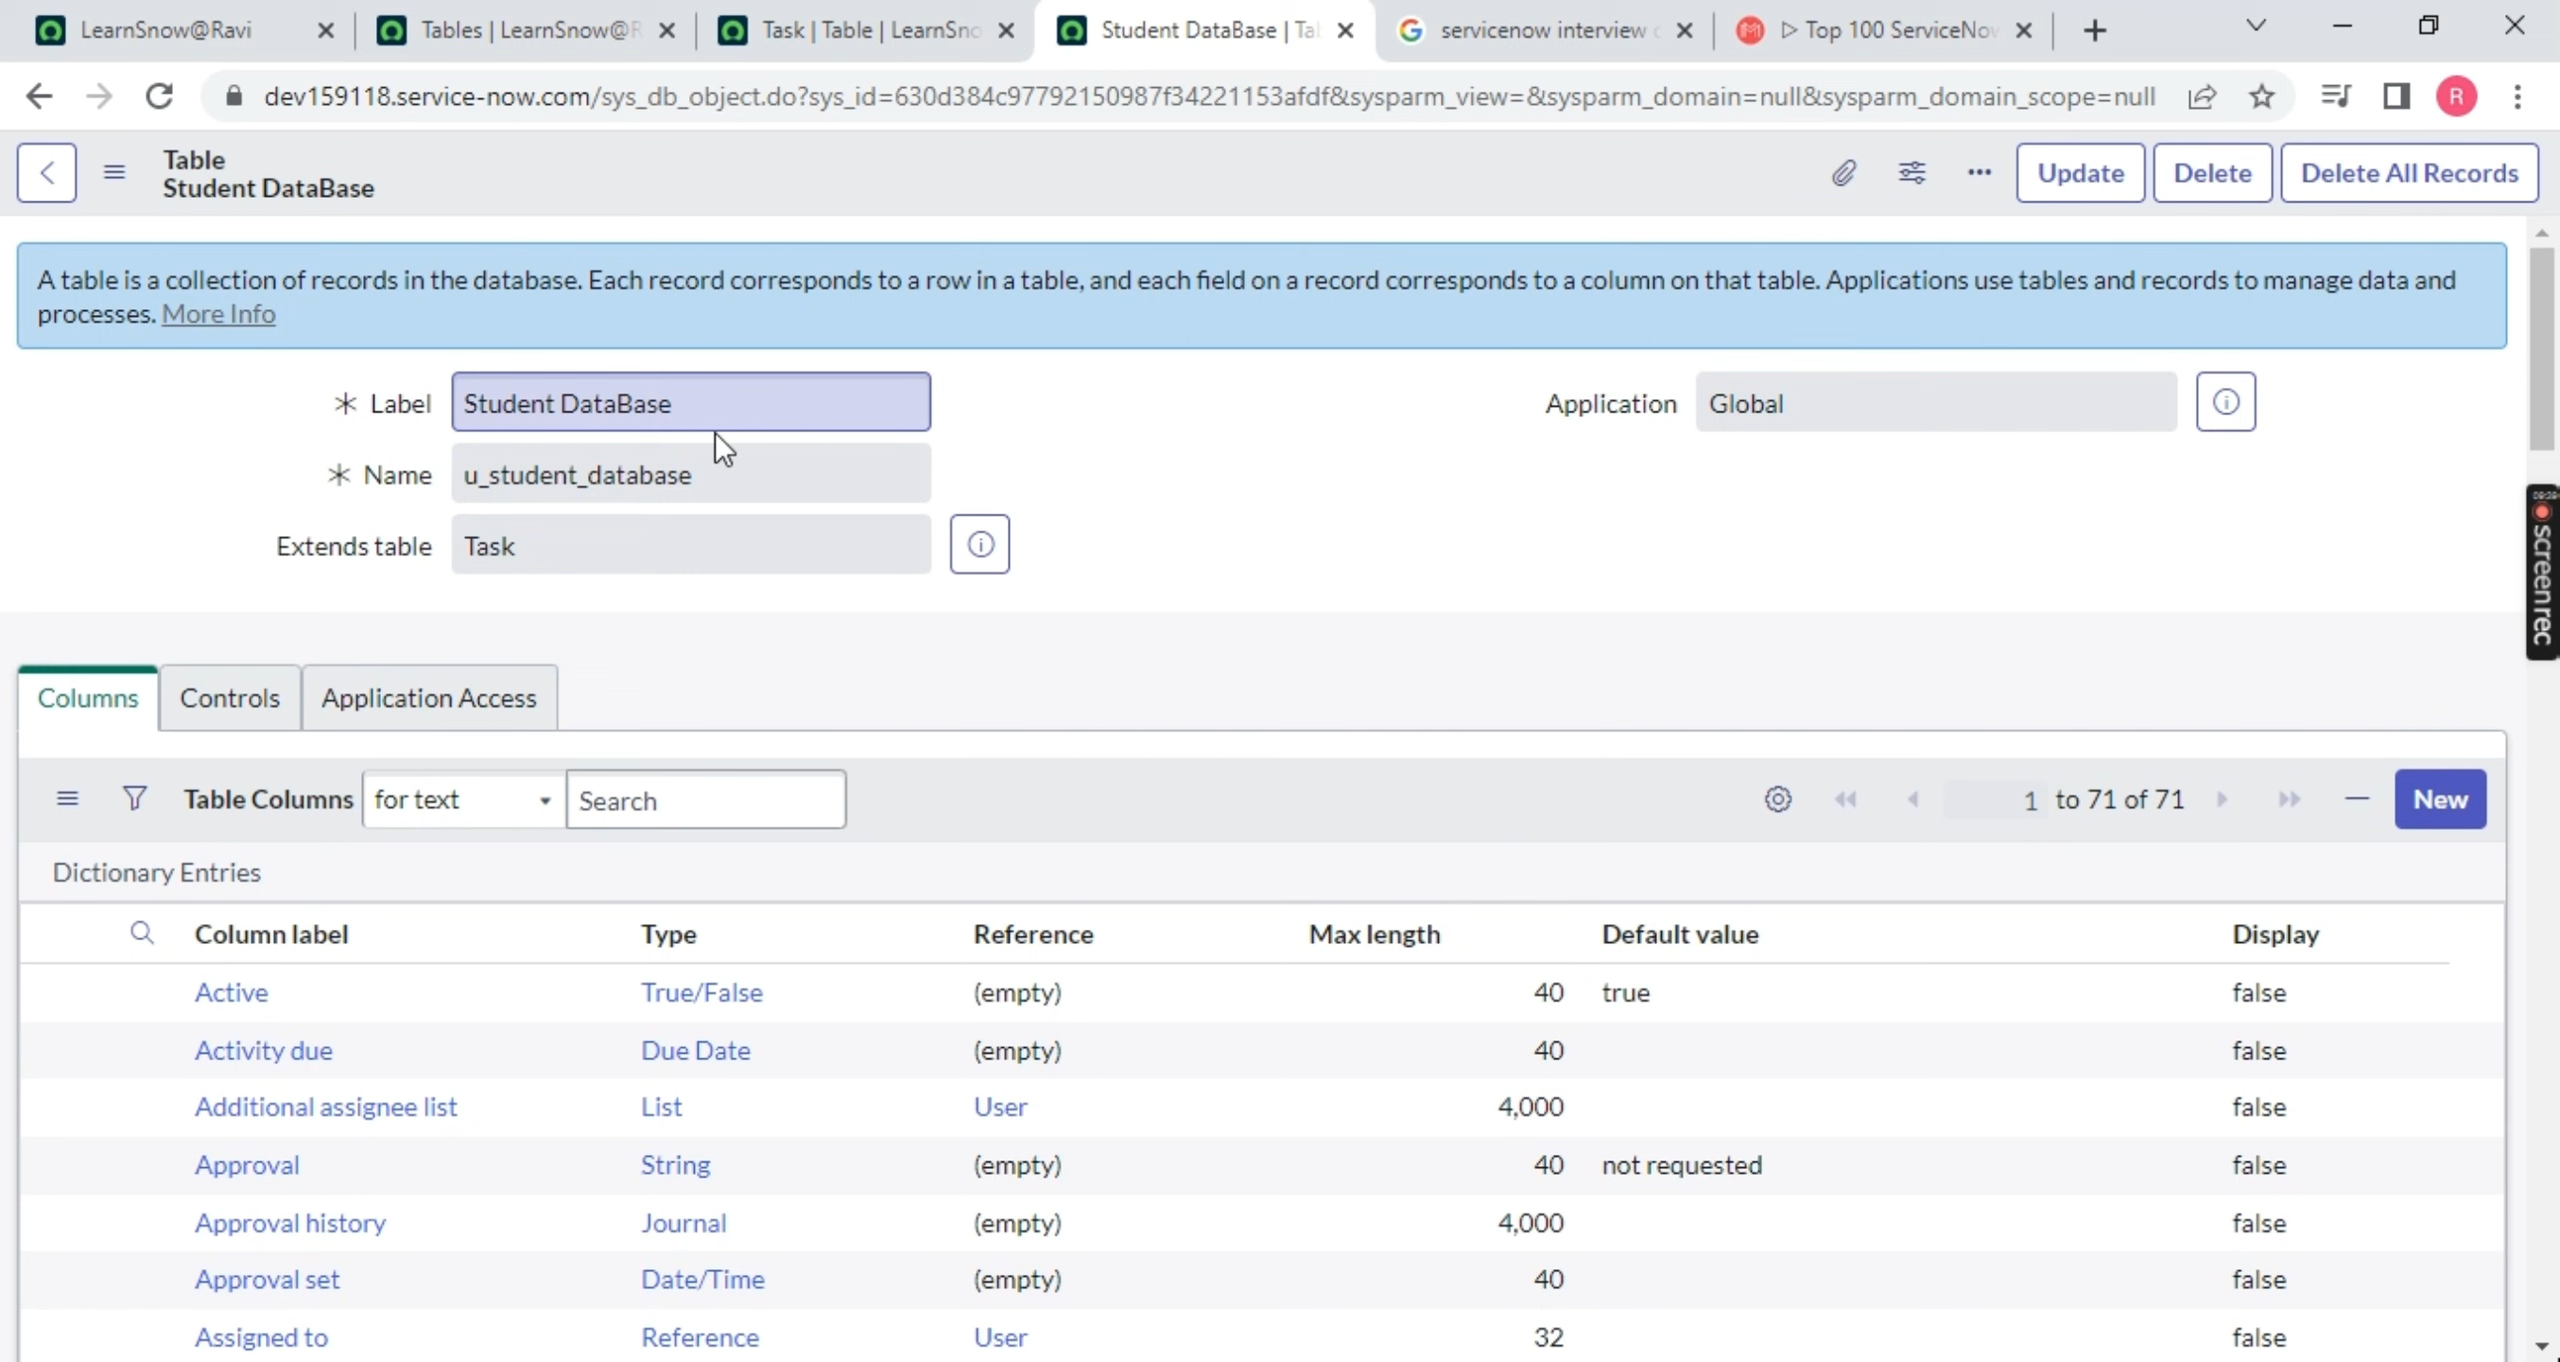 LearnSnow@Ravi
Tables | LearnSnow@R
Task | Table | LearnSno
Student DataBase | Tab
servicenow interview
Top 100 ServiceNov
dev159118.service-now.com/sys_db_object.do?sys_id=630d384c97792150987f34221153afdf&sysparm_view=&sysparm_domain=null&sysparm_domain_scope=null
R
Table
Student DataBase
Update
Delete
Delete All Records
A table is a collection of records in the database. Each record corresponds to a row in a table, and each field on a record corresponds to a column on that table. Applications use tables and records to manage data and
processes. More Info
* Label Student DataBase
Application Global
* Name u_student_database
Extends table Task
screenrec
Columns
Controls
Application Access
Table Columns for text Search
1 to 71 of 71
New
Dictionary Entries
Column label Type Reference Max length Default value Display
Active True/False (empty) 40 true false
Activity due Due Date (empty) 40 false
Additional assignee list List User 4,000 false
Approval String (empty) 40 not requested false
Approval history Journal (empty) 4,000 false
Approval set Date/Time (empty) 40 false
Assigned to Reference User 32 false